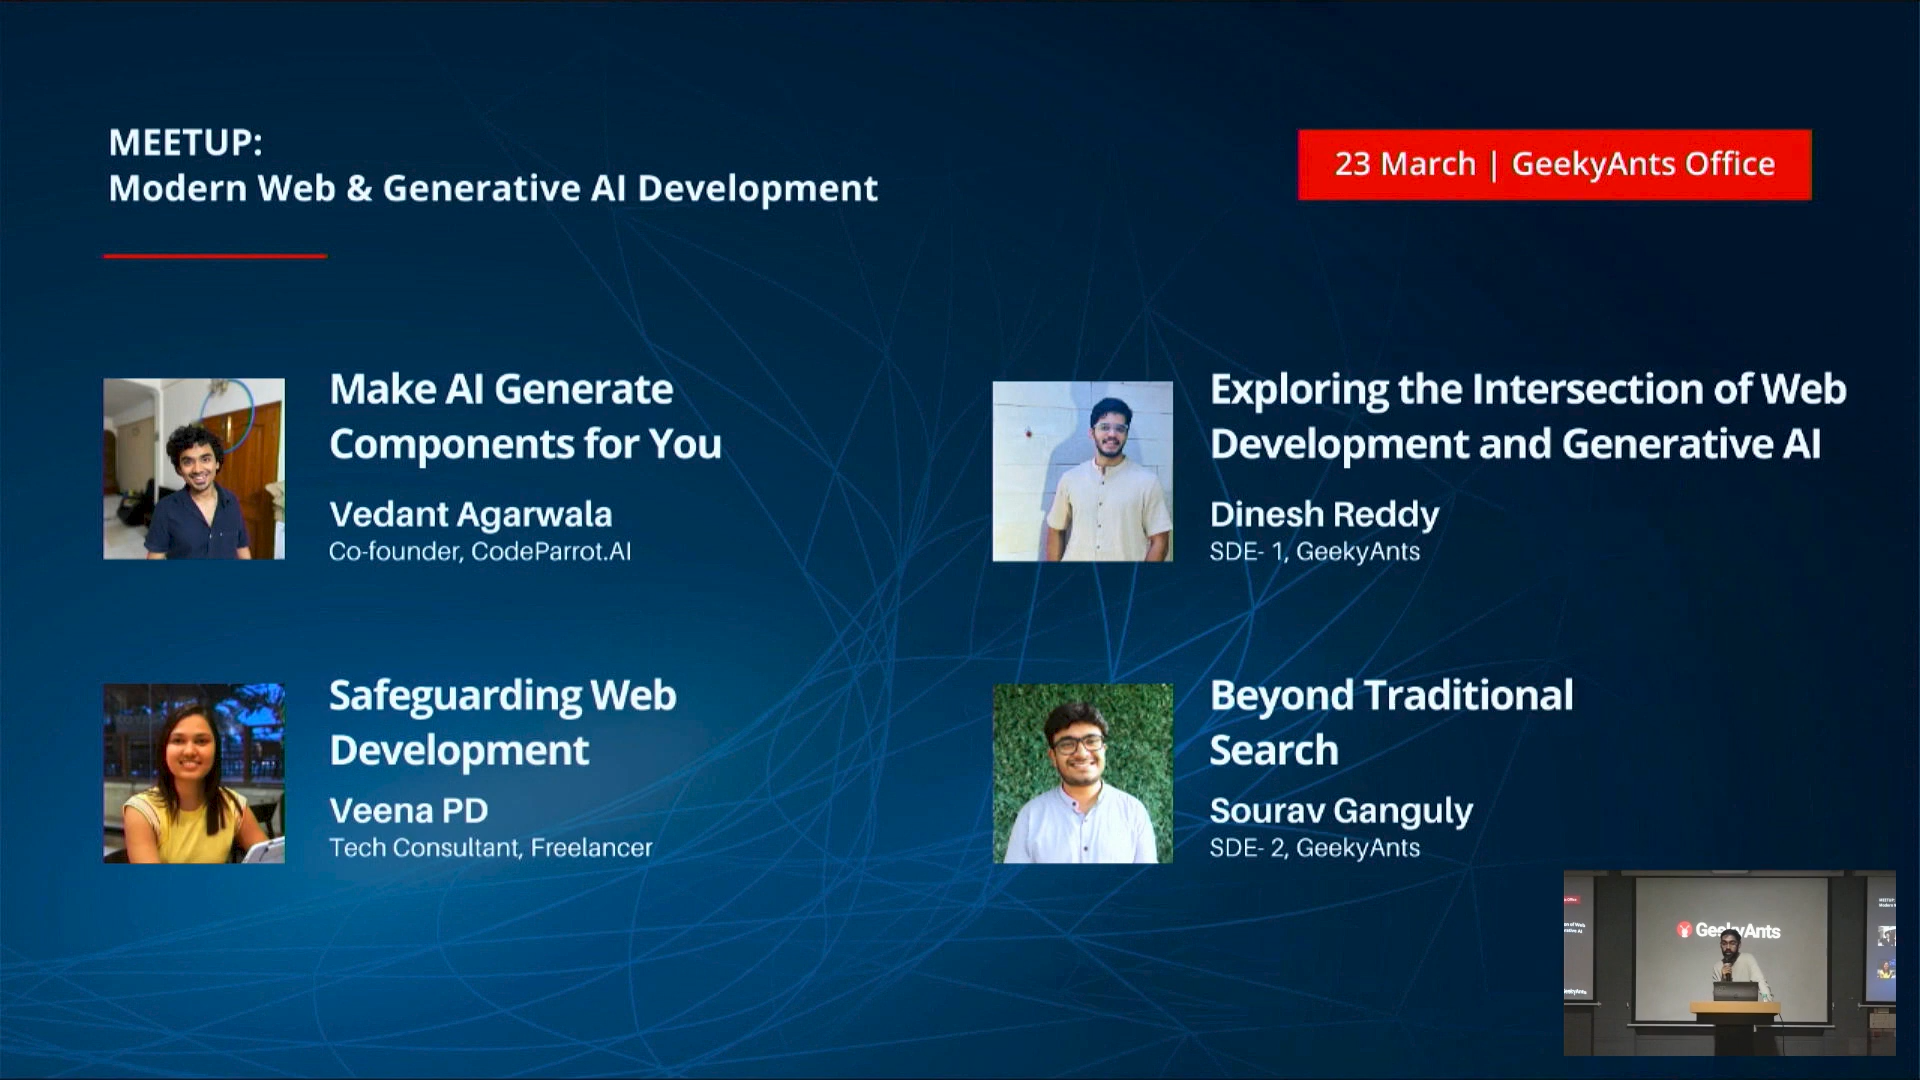 MEETUP:
Modern Web & Generative AI Development
23 March | GeekyAnts Office
Make AI Generate
Components for You
Vedant Agarwala
Co-founder, CodeParrot.AI
Exploring the Intersection of Web
Development and Generative AI
Dinesh Reddy
SDE- 1, GeekyAnts
Safeguarding Web
Development
Veena PD
Tech Consultant, Freelancer
Beyond Traditional
Search
Sourav Ganguly
SDE- 2, GeekyAnts
GeekyAnts